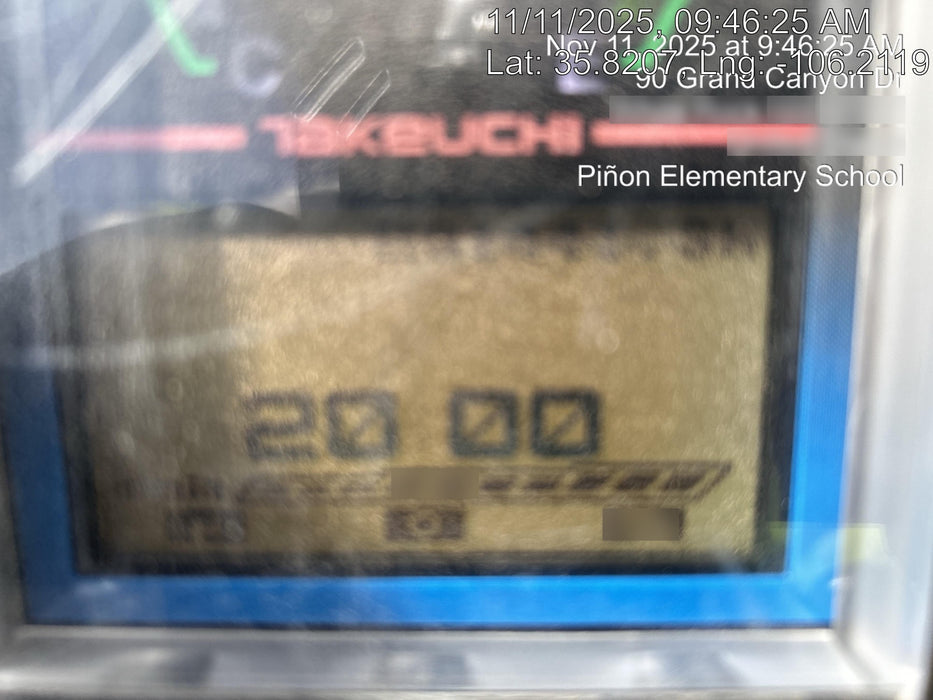 11/11/2025, 09:46:25 AM
Nov 11, 2025 at 9:46:25 AM
Lat: 35.8207, Lng: -106.2119
90 Grand Canyon Dr
Piñon Elementary School
C
TAKEUCHI
20 00